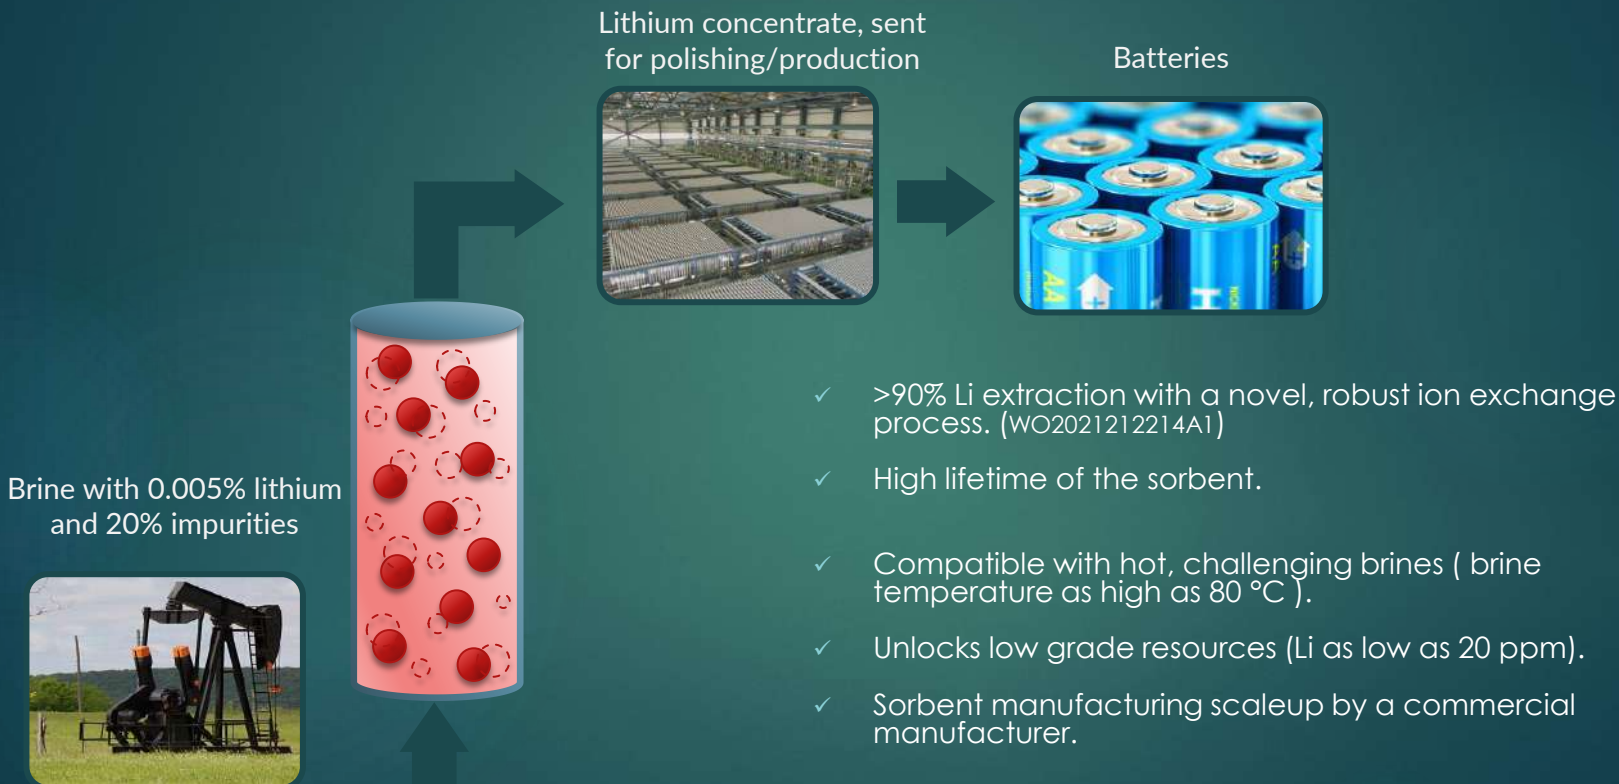 Lithium concentrate, sent
for polishing/production
Batteries
Brine with 0.005% lithium
and 20% impurities
✓ >90% Li extraction with a novel, robust ion exchange
process. (WO2021212214A1)
✓ High lifetime of the sorbent.
✓ Compatible with hot, challenging brines ( brine
temperature as high as 80 °C ).
✓ Unlocks low grade resources (Li as low as 20 ppm).
✓ Sorbent manufacturing scaleup by a commercial
manufacturer.
AA